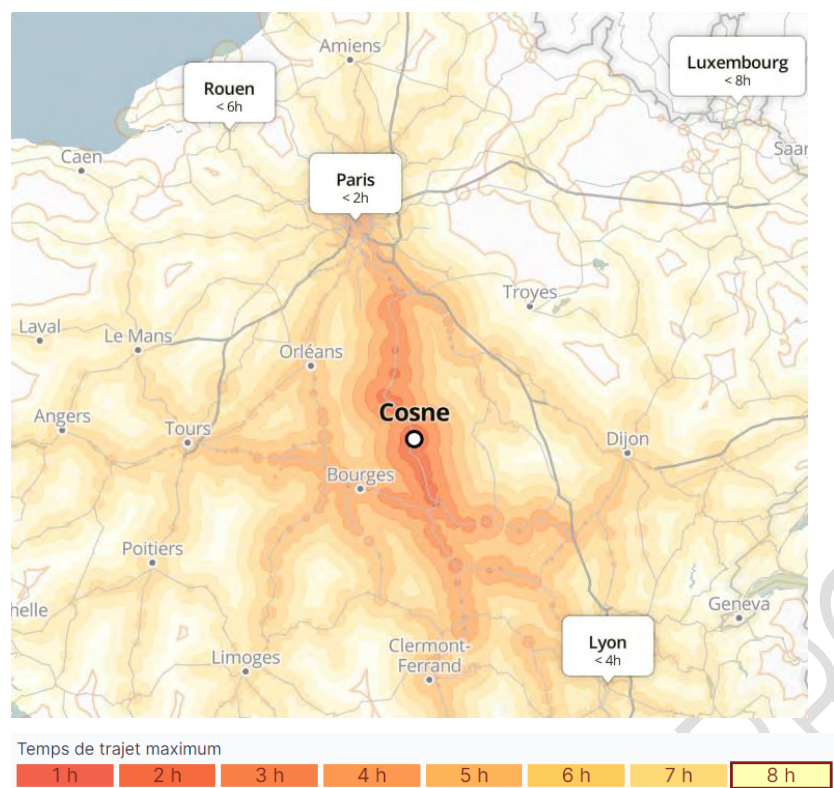 Amiens
Luxembourg
< 8h
Rouen
< 6h
Caen
Saar
Paris
< 2h
Troyes
Laval
Le Mans
Orléans
Angers
Cosne
Tours
Dijon
Bourges
Poitiers
helle
Geneva
Lyon
< 4h
Limoges
Clermont-
Ferrand
Temps de trajet maximum
1 h 2 h 3 h 4 h 5 h 6 h 7 h 8 h